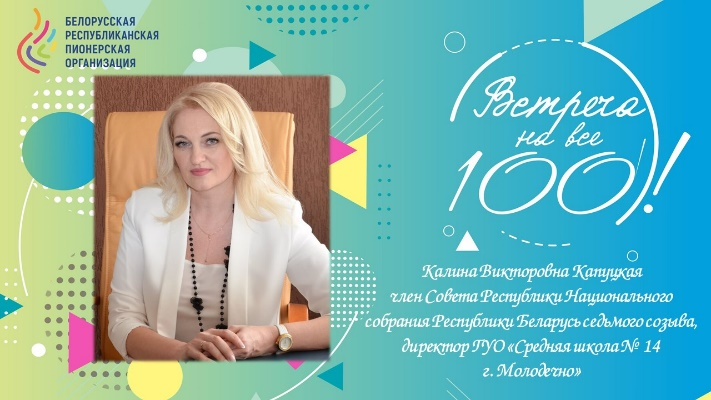 БЕЛОРУССКАЯ
РЕСПУБЛИКАНСКАЯ
ПИОНЕРСКАЯ
ОРГАНИЗАЦИЯ
Встреча
на все
100!
Калина Викторовна Капуцкая
член Совета Республики Национального
собрания Республики Беларусь седьмого созыва,
директор ГУО «Средняя школа № 14
г. Молодечно»